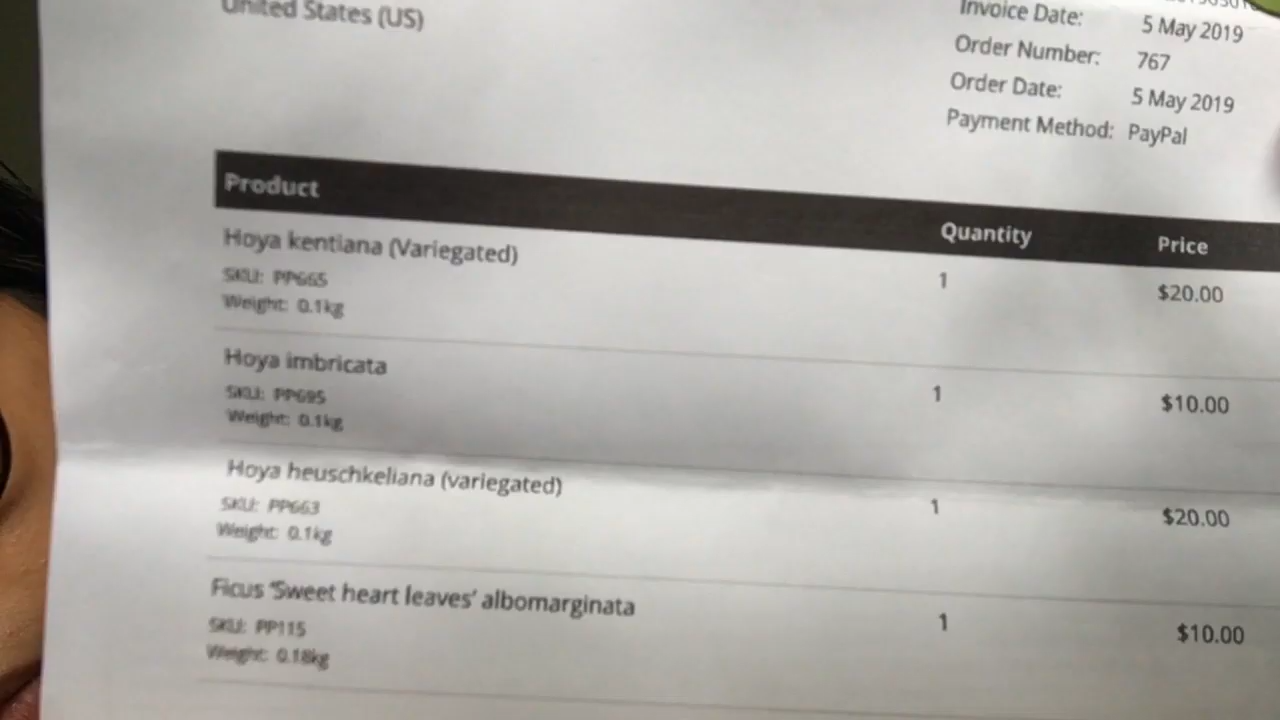 United States (US)
Invoice Date: 5 May 2019
Order Number: 767
Order Date: 5 May 2019
Payment Method: PayPal
Product Quantity Price
Hoya kentiana (Variegated) 1 $20.00
SKU: PP665
Weight: 0.1kg
Hoya imbricata 1 $10.00
SKU: PP695
Weight: 0.1kg
Hoya heuschkeliana (variegated) 1 $20.00
SKU: PP663
Weight: 0.1kg
Ficus ‘Sweet heart leaves’ albomarginata 1 $10.00
SKU: PP115
Weight: 0.18kg